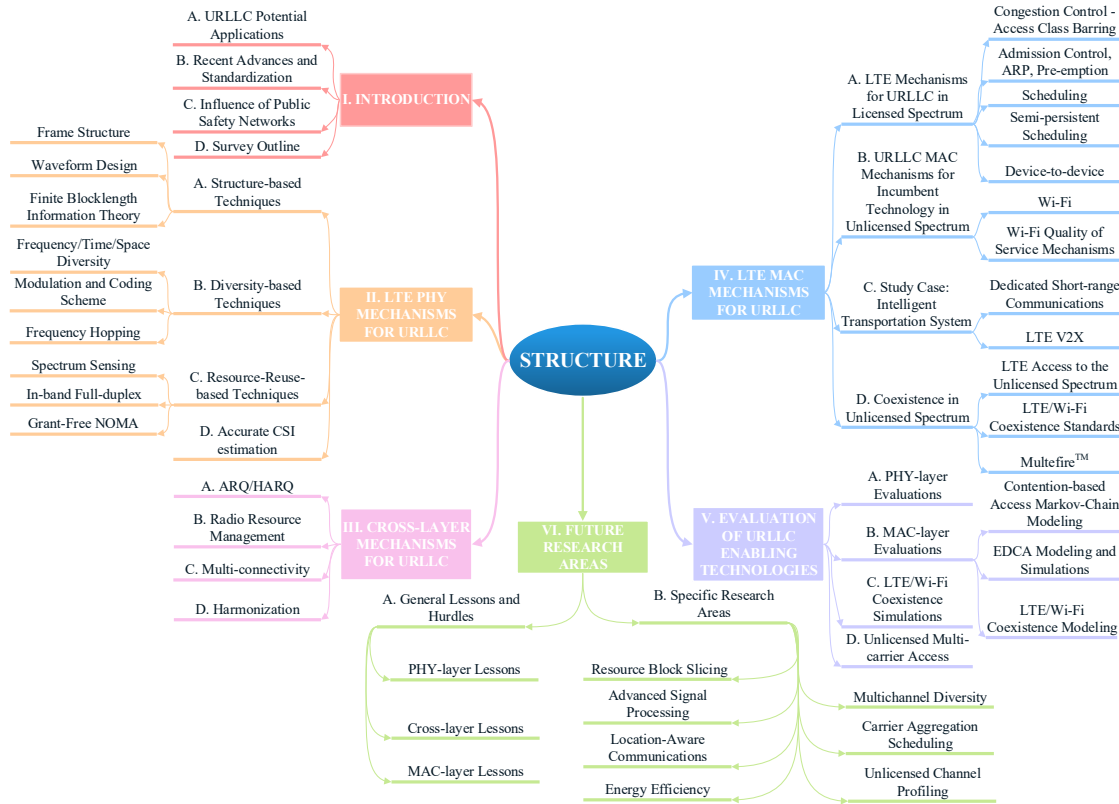 STRUCTURE
I. INTRODUCTION
A. URLLC Potential
Applications
B. Recent Advances and
Standardization
C. Influence of Public
Safety Networks
D. Survey Outline
II. LTE PHY
MECHANISMS
FOR URLLC
A. Structure-based
Techniques
Frame Structure
Waveform Design
Finite Blocklength
Information Theory
B. Diversity-based
Techniques
Frequency/Time/Space
Diversity
Modulation and Coding
Scheme
Frequency Hopping
C. Resource-Reuse-
based Techniques
Spectrum Sensing
In-band Full-duplex
Grant-Free NOMA
D. Accurate CSI
estimation
III. CROSS-LAYER
MECHANISMS
FOR URLLC
A. ARQ/HARQ
B. Radio Resource
Management
C. Multi-connectivity
D. Harmonization
IV. LTE MAC
MECHANISMS
FOR URLLC
A. LTE Mechanisms
for URLLC in
Licensed Spectrum
Congestion Control -
Access Class Barring
Admission Control,
ARP, Pre-emption
Scheduling
Semi-persistent
Scheduling
Device-to-device
B. URLLC MAC
Mechanisms for
Incumbent
Technology in
Unlicensed Spectrum
Wi-Fi
Wi-Fi Quality of
Service Mechanisms
C. Study Case:
Intelligent
Transportation System
Dedicated Short-range
Communications
LTE V2X
D. Coexistence in
Unlicensed Spectrum
LTE Access to the
Unlicensed Spectrum
LTE/Wi-Fi
Coexistence Standards
Multefire™
V. EVALUATION
OF URLLC
ENABLING
TECHNOLOGIES
A. PHY-layer
Evaluations
B. MAC-layer
Evaluations
Contention-based
Access Markov-Chain
Modeling
EDCA Modeling and
Simulations
LTE/Wi-Fi
Coexistence Modeling
C. LTE/Wi-Fi
Coexistence
Simulations
D. Unlicensed Multi-
carrier Access
VI. FUTURE
RESEARCH
AREAS
A. General Lessons and
Hurdles
PHY-layer Lessons
Cross-layer Lessons
MAC-layer Lessons
B. Specific Research
Areas
Resource Block Slicing
Advanced Signal
Processing
Location-Aware
Communications
Energy Efficiency
Multichannel Diversity
Carrier Aggregation
Scheduling
Unlicensed Channel
Profiling